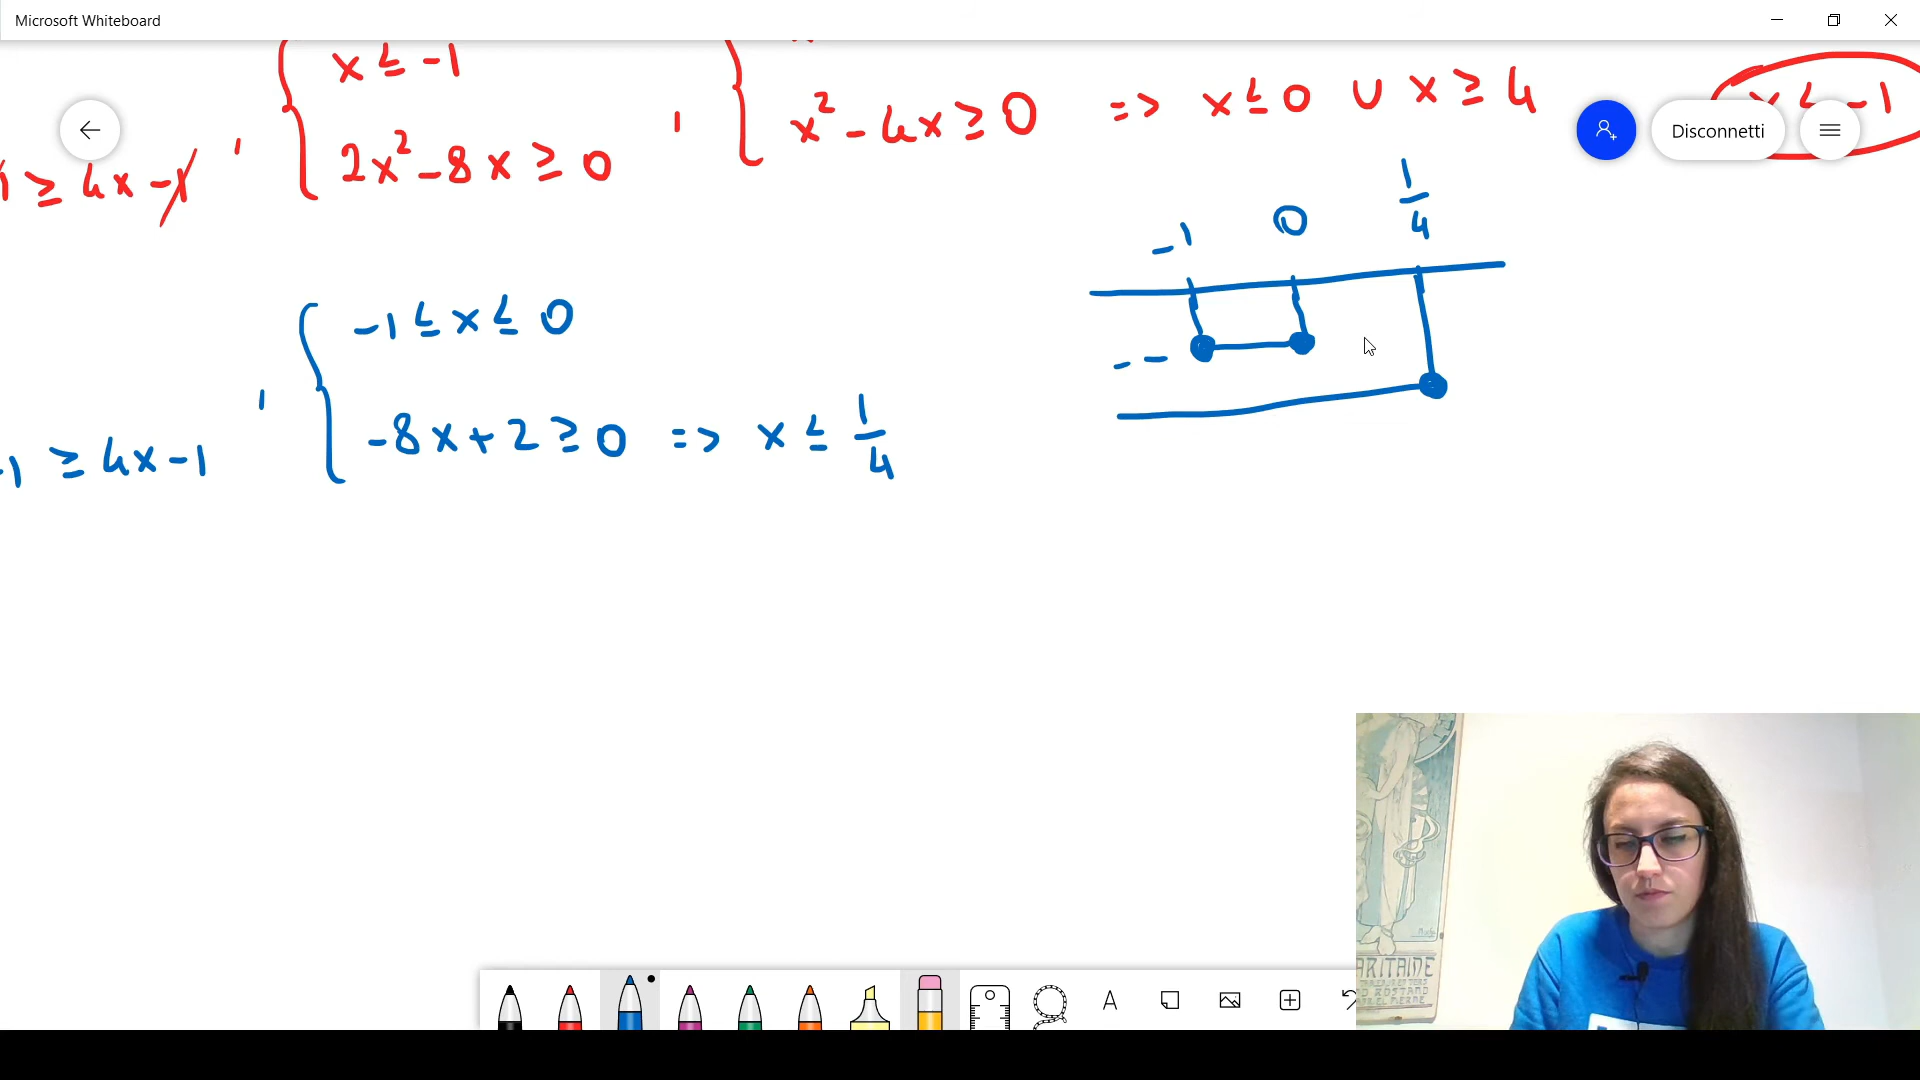 Microsoft Whiteboard
x ≤ -1
x² - 4x ≥ 0 => x ≤ 0 ∪ x ≥ 4
x ≤ -1
Disconnetti
≥ 4x - 1
2x² - 8x ≥ 0
-1 0 1/4
-1 ≤ x ≤ 0
-8x + 2 ≥ 0 => x ≤ 1/4
-1 ≥ 4x - 1